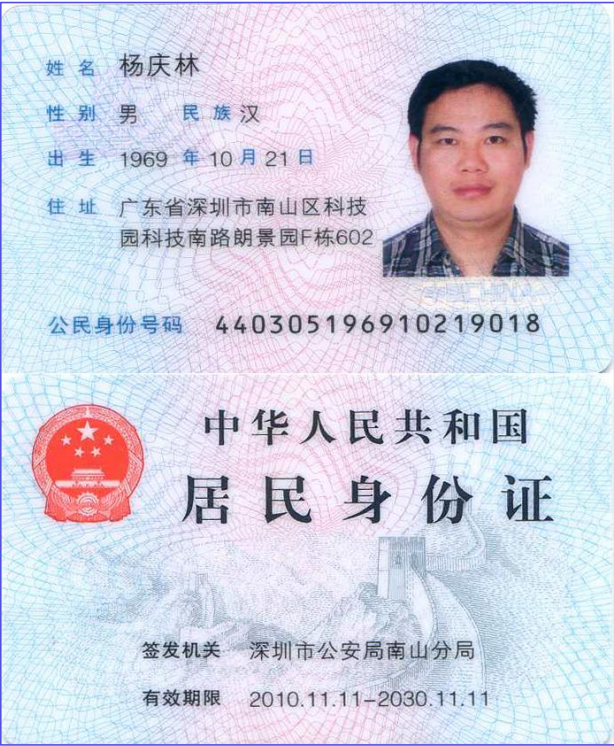 姓名 杨庆林
性别 男 民族 汉
出生 1969 年 10 月 21 日
住址 广东省深圳市南山区科技
园科技南路朗景园F栋602
公民身份号码 440305196910219018
中华人民共和国
居民身份证
签发机关 深圳市公安局南山分局
有效期限 2010.11.11-2030.11.11